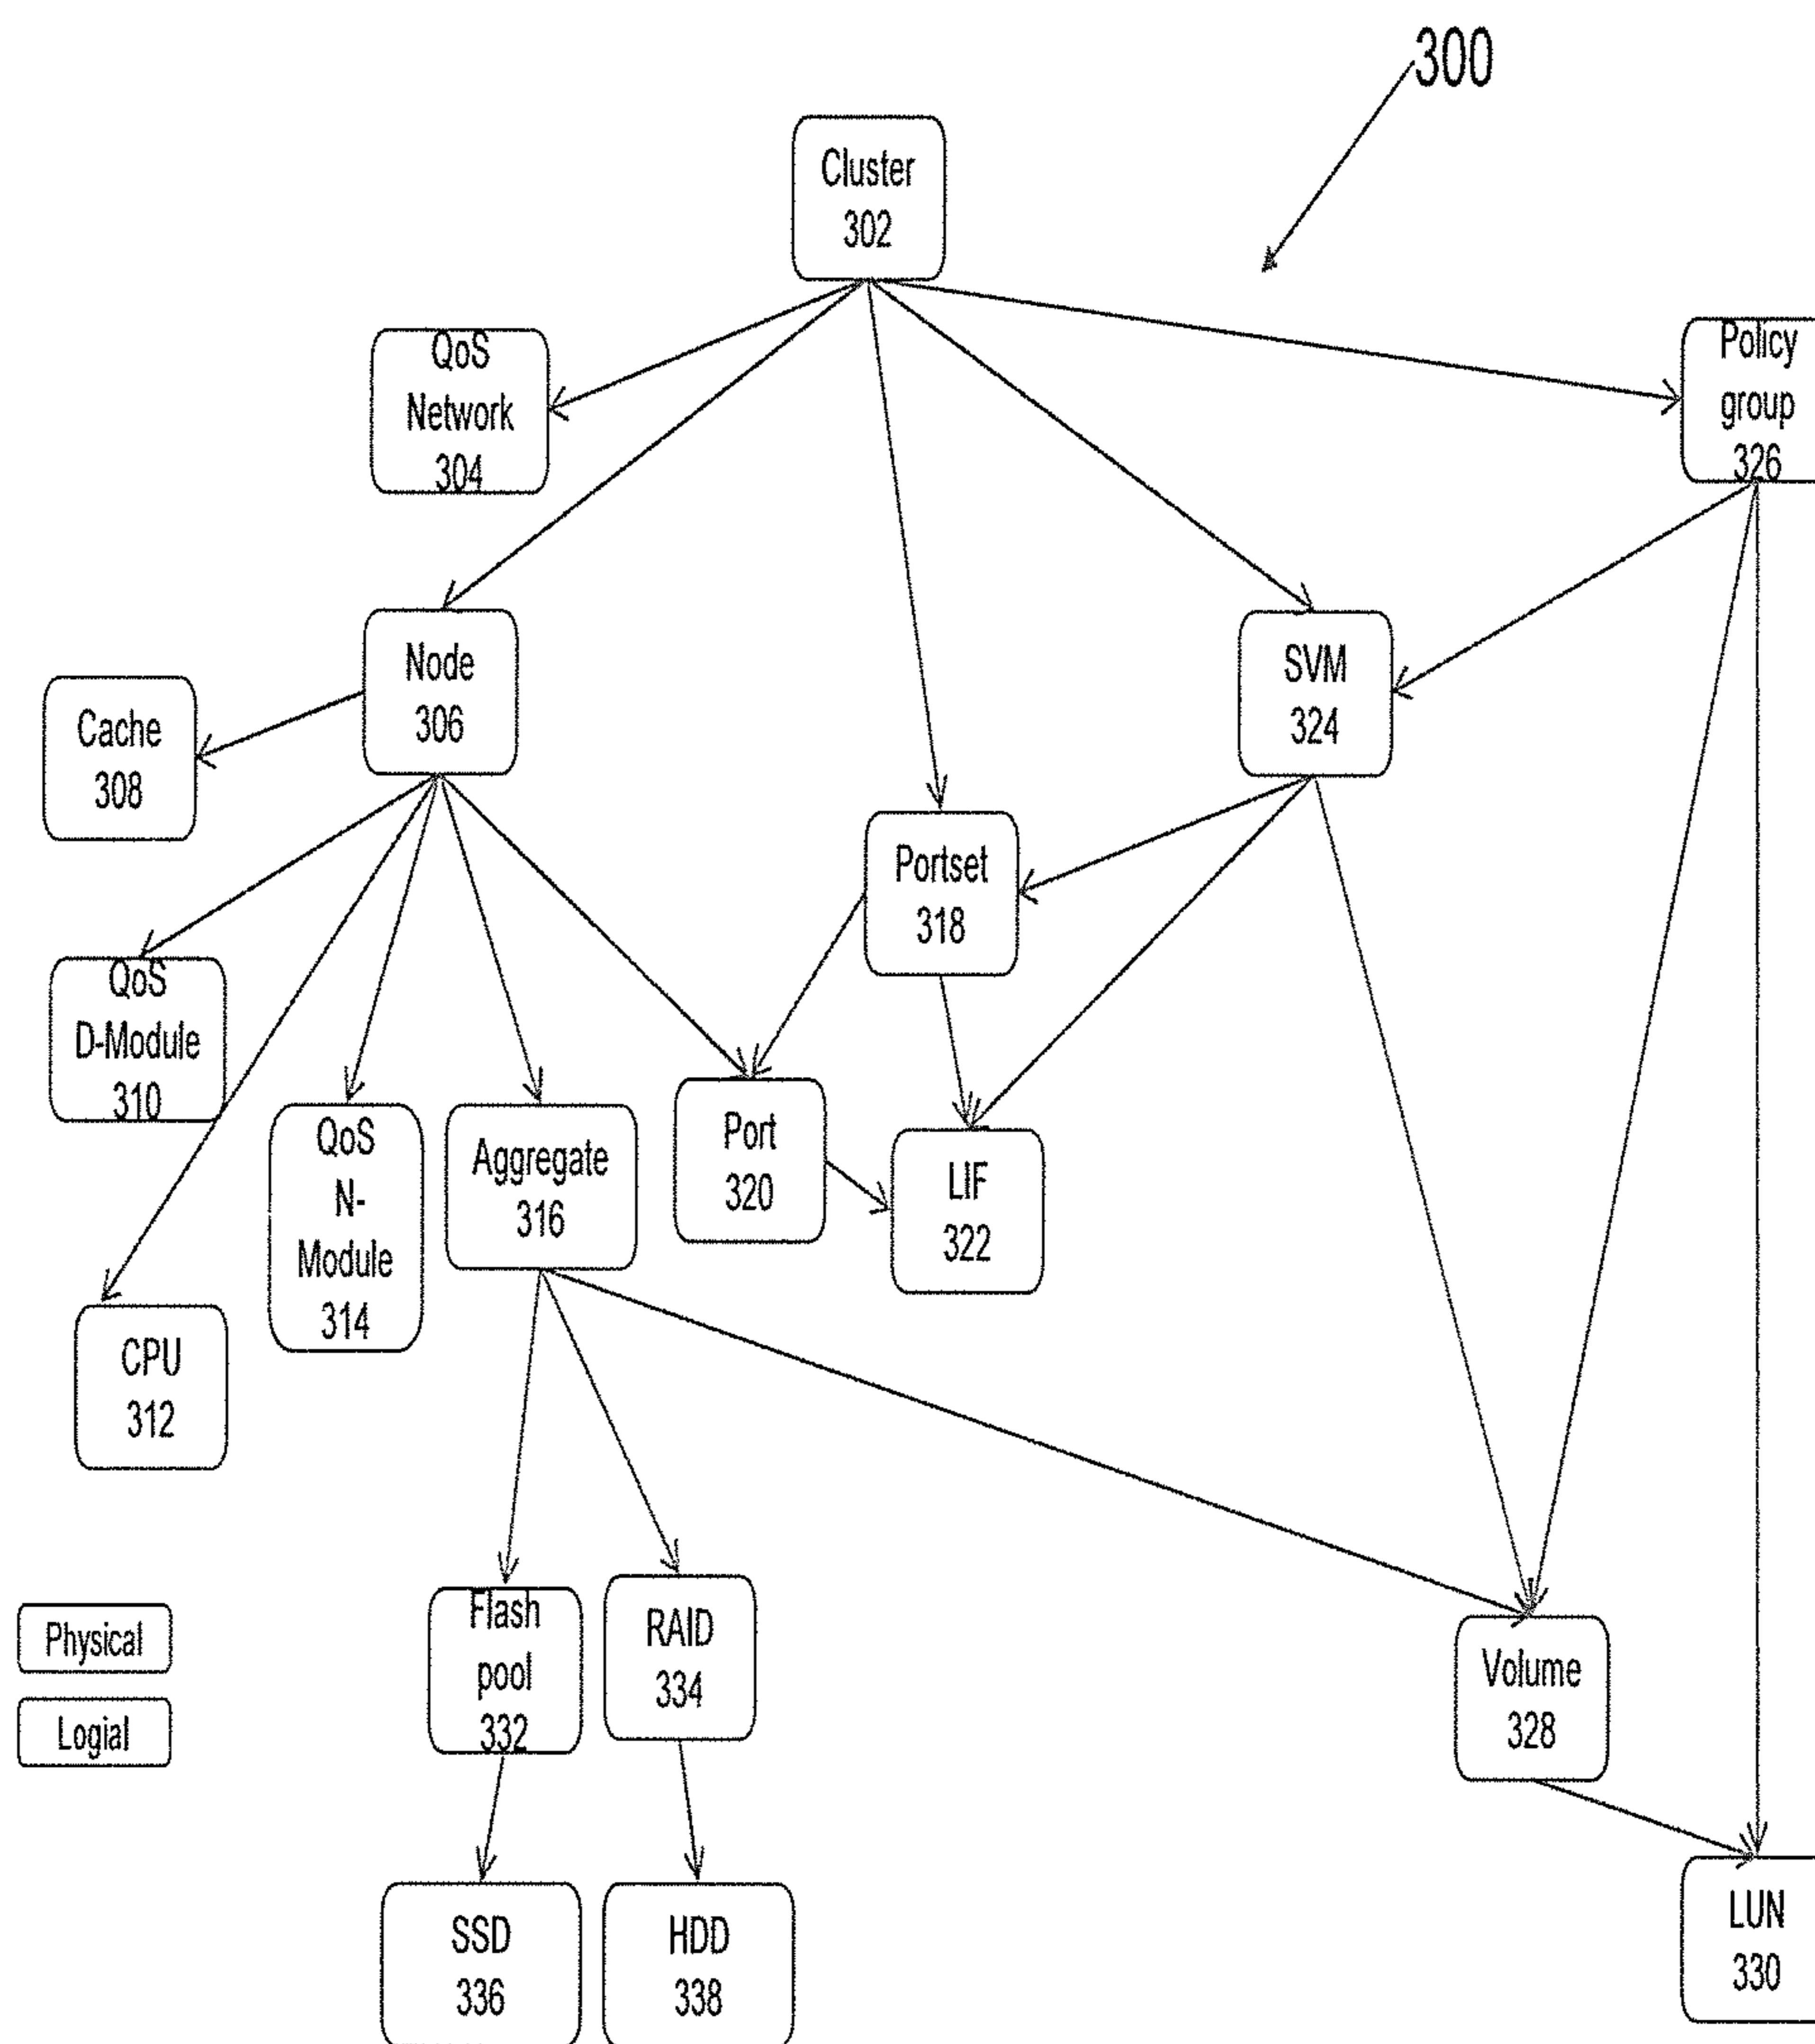 300
Cluster
302
QoS
Network
304
Policy
group
326
Node
306
SVM
324
Cache
308
Portset
318
QoS
D-Module
310
QoS
N-
Module
314
Aggregate
316
Port
320
LIF
322
CPU
312
Flash
pool
332
RAID
334
Physical
Logial
Volume
328
SSD
336
HDD
338
LUN
330